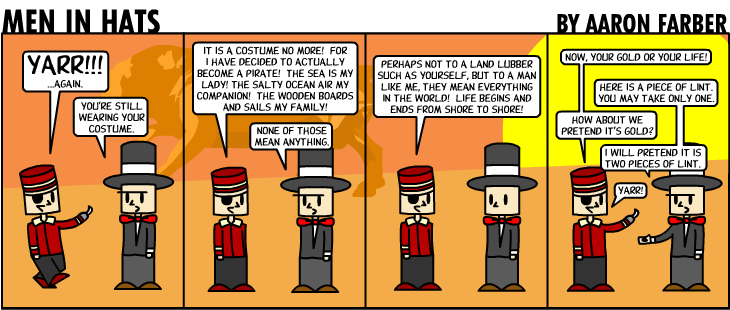 MEN IN HATS
BY AARON FARBER
YARR!!!
...AGAIN.
YOU'RE STILL
WEARING YOUR
COSTUME.
IT IS A COSTUME NO MORE! FOR
I HAVE DECIDED TO ACTUALLY
BECOME A PIRATE! THE SEA IS MY
LADY! THE SALTY OCEAN AIR MY
COMPANION! THE WOODEN BOARDS
AND SAILS MY FAMILY!
NONE OF THOSE
MEAN ANYTHING.
PERHAPS NOT TO A LAND LUBBER
SUCH AS YOURSELF, BUT TO A MAN
LIKE ME, THEY MEAN EVERYTHING
IN THE WORLD! LIFE BEGINS AND
ENDS FROM SHORE TO SHORE!
NOW, YOUR GOLD OR YOUR LIFE!
HERE IS A PIECE OF LINT.
YOU MAY TAKE ONLY ONE.
HOW ABOUT WE
PRETEND IT'S GOLD?
I WILL PRETEND IT IS
TWO PIECES OF LINT.
YARR!